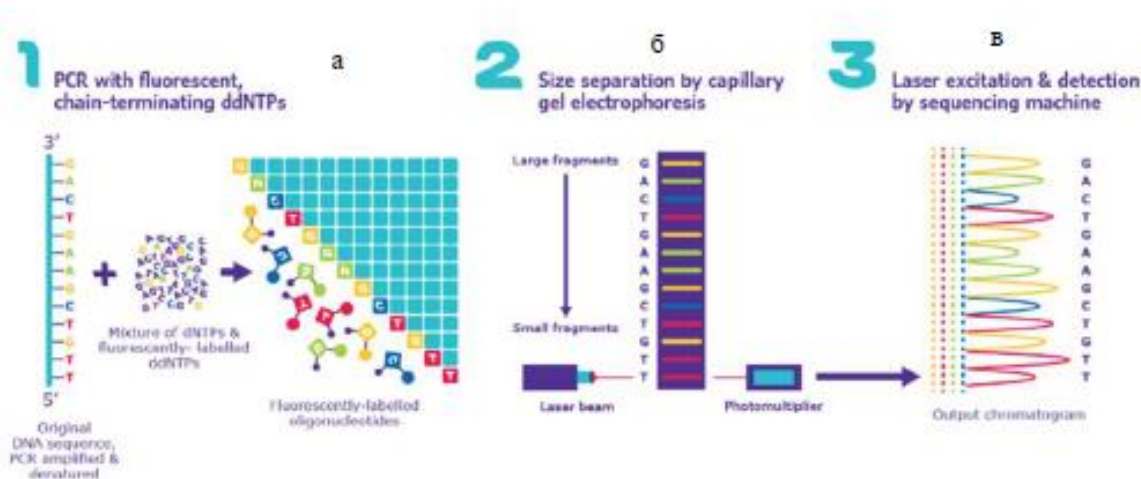 1
PCR with fluorescent,
chain-terminating ddNTPs
а
3'
G
A
C
T
G
A
A
G
C
T
G
T
T
5'
Original
DNA sequence,
PCR amplified &
denatured
+
Mixture of dNTPs &
fluorescently- labelled
ddNTPs
Fluorescently-labelled
oligonucleotides
2
б
Size separation by capillary
gel electrophoresis
Large fragments
Small fragments
G
A
C
T
G
A
A
G
C
T
G
T
T
Laser beam
Photomultiplier
3
в
Laser excitation & detection
by sequencing machine
G
A
C
T
G
A
A
G
C
T
G
T
T
Output chromatogram